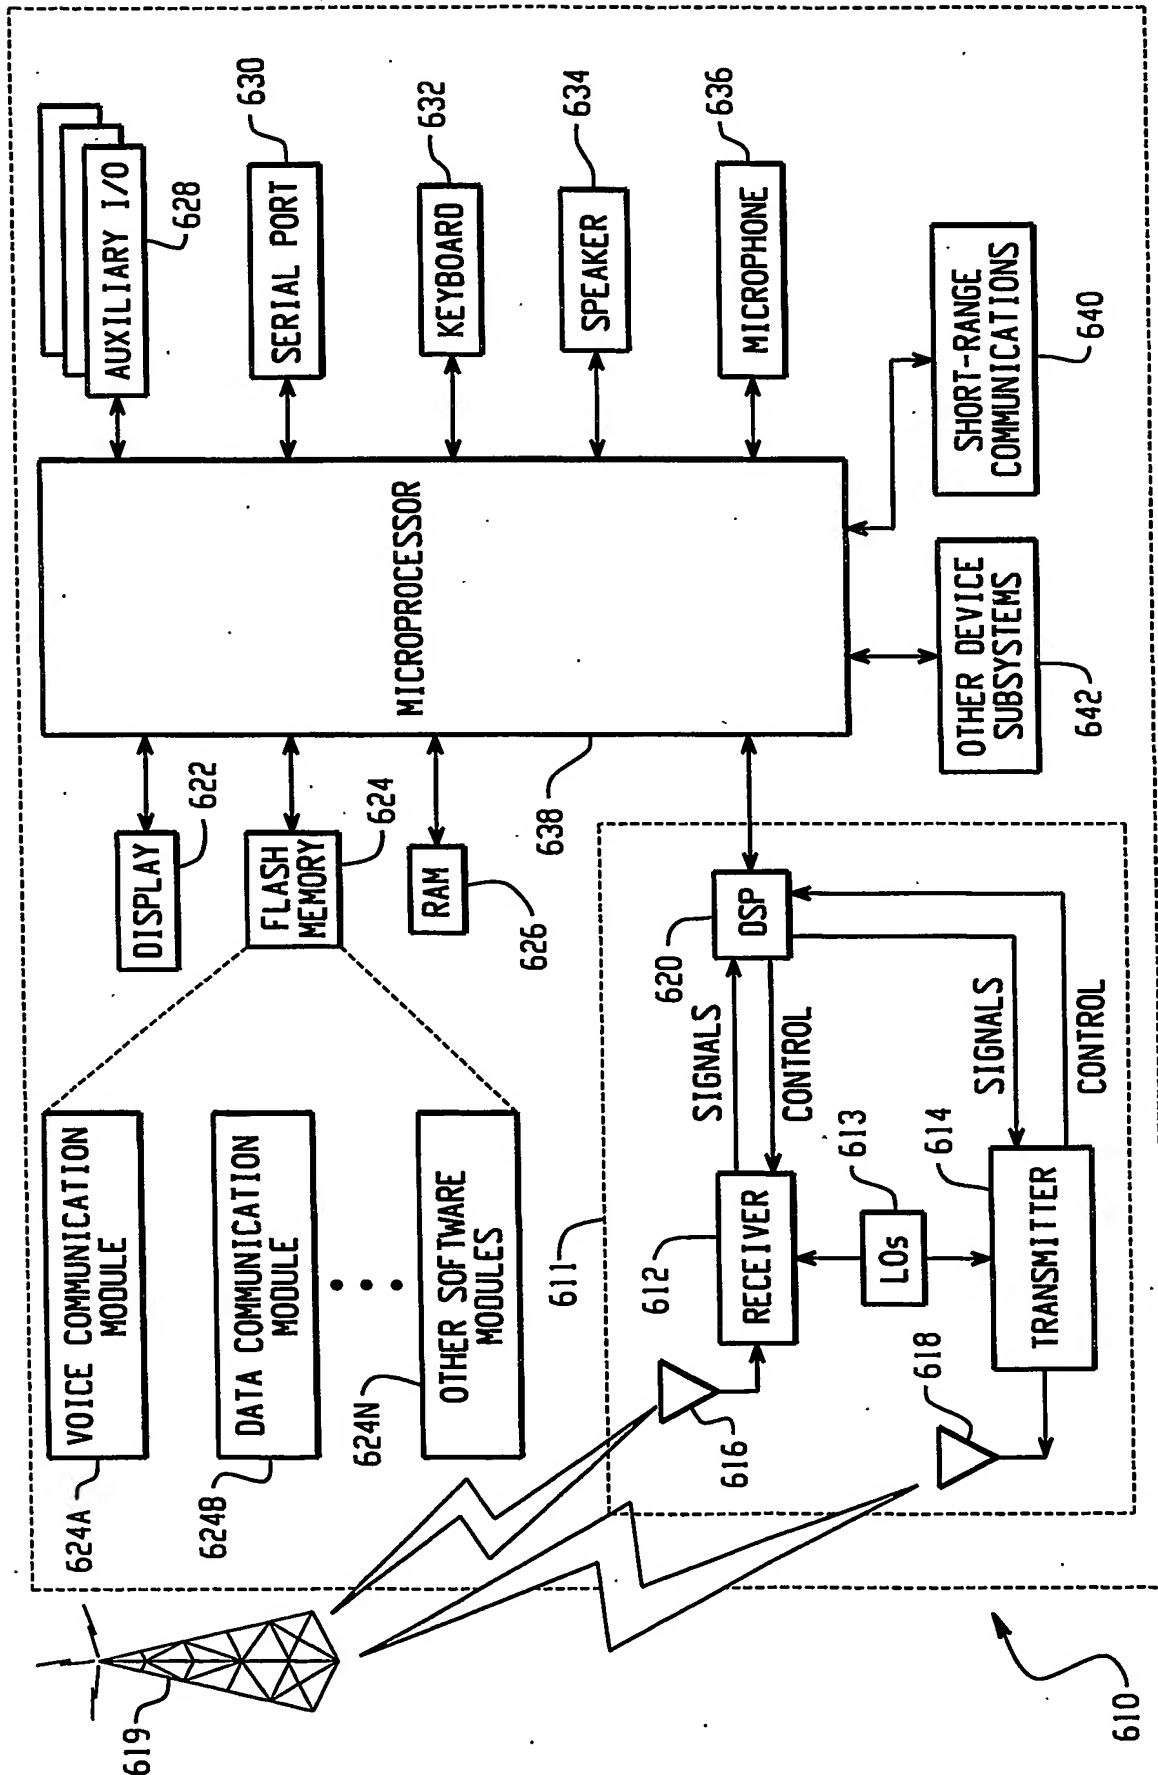 624A
VOICE COMMUNICATION
MODULE
624B
DATA COMMUNICATION
MODULE
624N
OTHER SOFTWARE
MODULES
DISPLAY
622
FLASH
MEMORY
624
RAM
626
638
MICROPROCESSOR
AUXILIARY I/O
628
SERIAL PORT
630
KEYBOARD
632
SPEAKER
634
MICROPHONE
636
SHORT-RANGE
COMMUNICATIONS
640
OTHER DEVICE
SUBSYSTEMS
642
619
611
612
RECEIVER
616
SIGNALS
CONTROL
620
DSP
LOs
613
618
TRANSMITTER
614
SIGNALS
CONTROL
610